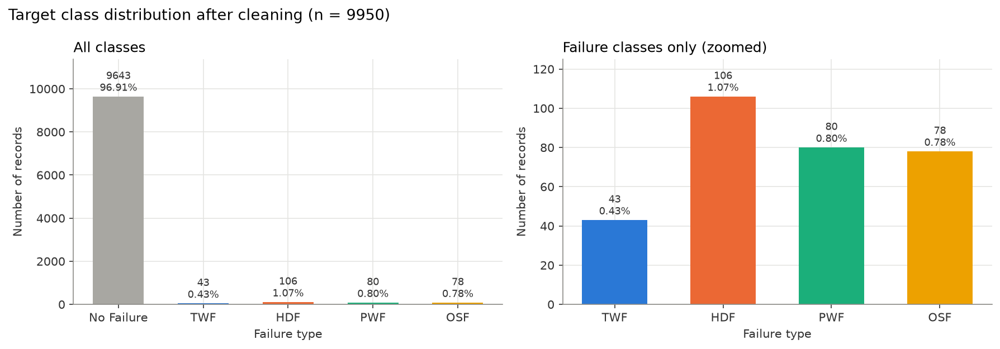 Target class distribution after cleaning (n = 9950)
All classes
Number of records
10000
8000
6000
4000
2000
0
9643
96.91%
43
0.43%
106
1.07%
80
0.80%
78
0.78%
No Failure
TWF
HDF
PWF
OSF
Failure type
Failure classes only (zoomed)
Number of records
120
100
80
60
40
20
0
43
0.43%
106
1.07%
80
0.80%
78
0.78%
TWF
HDF
PWF
OSF
Failure type